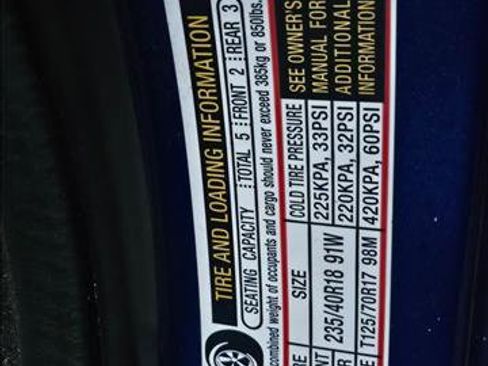 TIRE AND LOADING INFORMATION
SEATING CAPACITY TOTAL 5 FRONT 2 REAR 3
combined weight of occupants and cargo should never exceed 385kg or 850lbs.
SIZE COLD TIRE PRESSURE
235/40R18 91W 225KPA, 33PSI
220KPA, 32PSI
T125/70R17 98M 420KPA, 60PSI
SEE OWNER'S
MANUAL FOR
ADDITIONAL
INFORMATION